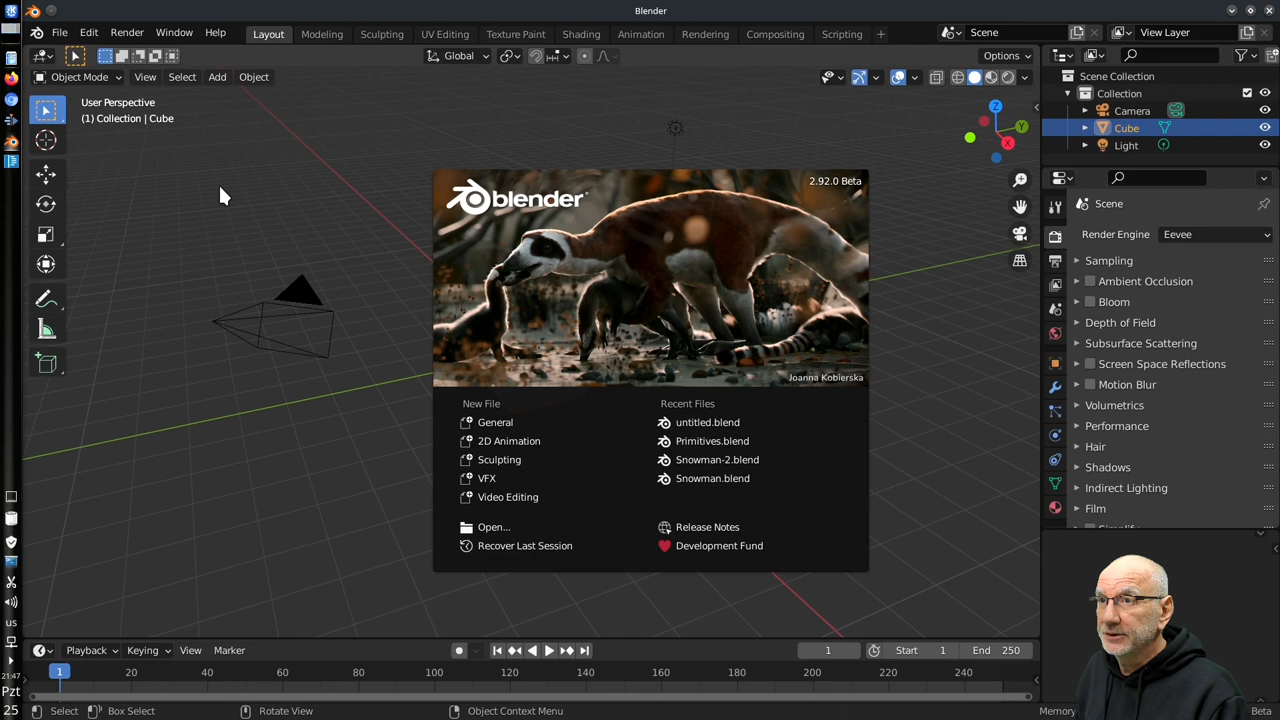 Blender
File Edit Render Window Help
Layout Modeling Sculpting UV Editing Texture Paint Shading Animation Rendering Compositing Scripting +
Scene
View Layer
Global
Options
Object Mode View Select Add Object
User Perspective
(1) Collection | Cube
Z
Y
X
Scene Collection
Collection
Camera
Cube
Light
Scene
Render Engine Eevee
Sampling
Ambient Occlusion
Bloom
Depth of Field
Subsurface Scattering
Screen Space Reflections
Motion Blur
Volumetrics
Performance
Hair
Shadows
Indirect Lighting
Film
blender
2.92.0 Beta
Joanna Kobierska
New File
General
2D Animation
Sculpting
VFX
Video Editing
Open...
Recover Last Session
Recent Files
untitled.blend
Primitives.blend
Snowman-2.blend
Snowman.blend
Release Notes
Development Fund
Playback Keying View Marker
1
Start 1
End 250
1 20 40 60 80 100 120 140 160 180 200 220 240
us
21:47
Pzt
25
Select Box Select Rotate View Object Context Menu
Memory
Beta